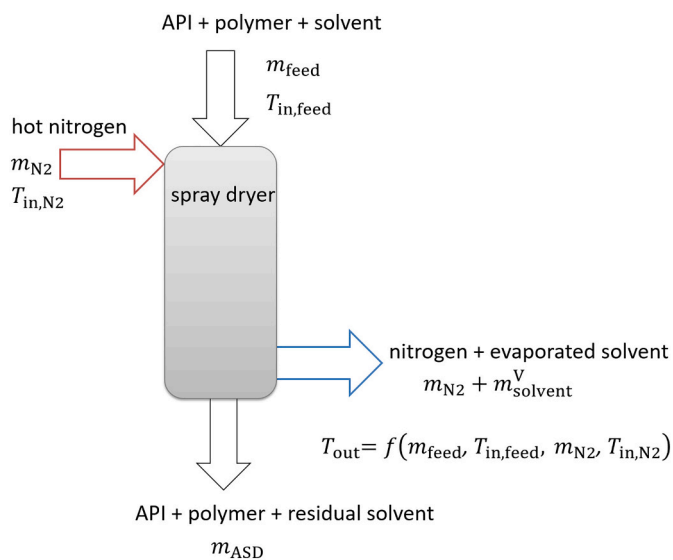 API + polymer + solvent
m_feed
T_in,feed
hot nitrogen
m_N2
T_in,N2
spray dryer
nitrogen + evaporated solvent
m_N2 + m^V_solvent
T_out = f(m_feed, T_in,feed, m_N2, T_in,N2)
API + polymer + residual solvent
m_ASD